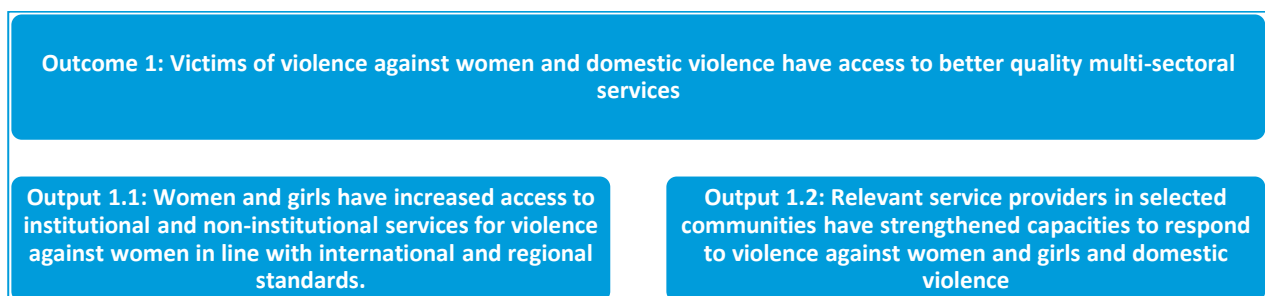 Outcome 1: Victims of violence against women and domestic violence have access to better quality multi-sectoral
services
Output 1.1: Women and girls have increased access to
institutional and non-institutional services for violence
against women in line with international and regional
standards.
Output 1.2: Relevant service providers in selected
communities have strengthened capacities to respond
to violence against women and girls and domestic
violence